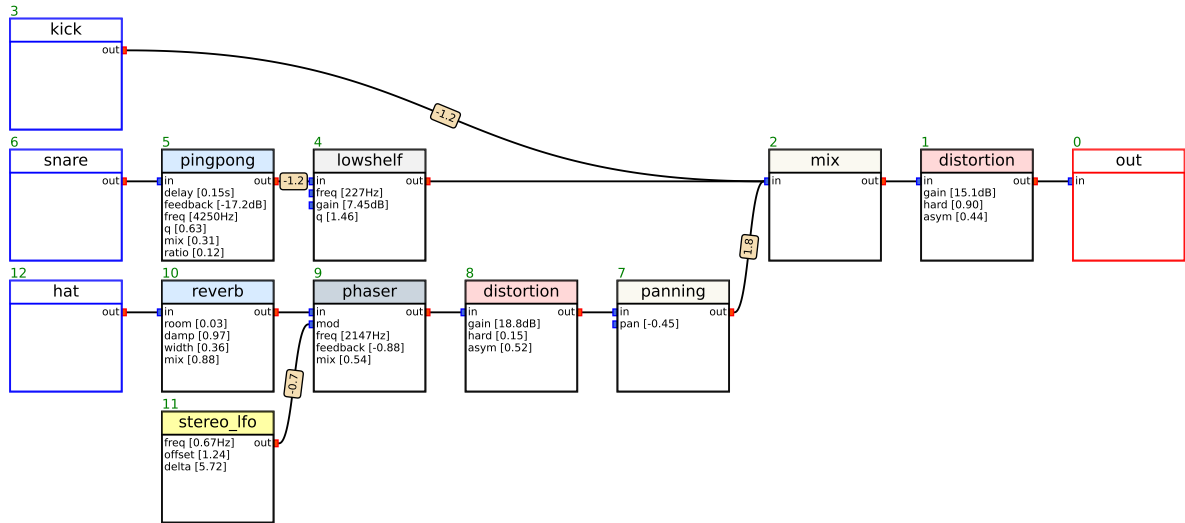 3
kick
out
-1.2
6
snare
out
5
pingpong
in out
delay [0.15s]
feedback [-17.2dB]
freq [4250Hz]
q [0.63]
mix [0.31]
ratio [0.12]
-1.2
4
lowshelf
in out
freq [227Hz]
gain [7.45dB]
q [1.46]
2
mix
in out
1
distortion
in out
gain [15.1dB]
hard [0.90]
asym [0.44]
0
out
in
12
hat
out
10
reverb
in out
room [0.03]
damp [0.97]
width [0.36]
mix [0.88]
9
phaser
in out
mod
freq [2147Hz]
feedback [-0.88]
mix [0.54]
8
distortion
in out
gain [18.8dB]
hard [0.15]
asym [0.52]
7
panning
in out
pan [-0.45]
1.8
-0.7
11
stereo_lfo
freq [0.67Hz] out
offset [1.24]
delta [5.72]